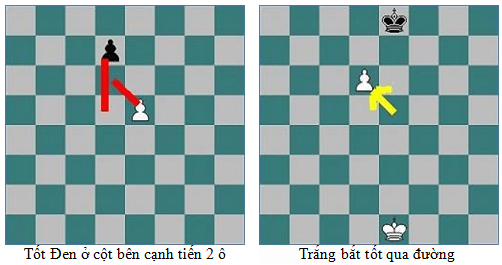 Tốt Đen ở cột bên cạnh tiến 2 ô
Trắng bắt tốt qua đường